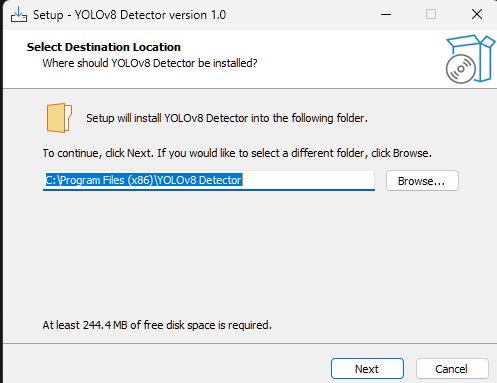 Setup - YOLOv8 Detector version 1.0
Select Destination Location
Where should YOLOv8 Detector be installed?
Setup will install YOLOv8 Detector into the following folder.
To continue, click Next. If you would like to select a different folder, click Browse.
C:\Program Files (x86)\YOLOv8 Detector
Browse...
At least 244.4 MB of free disk space is required.
Next
Cancel